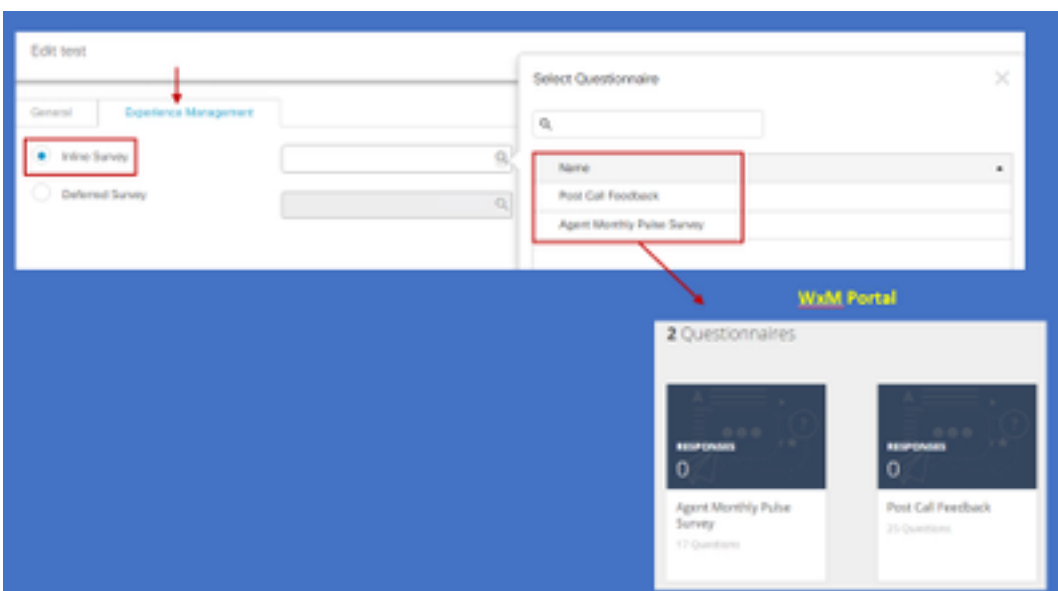 Edit test
General
Experience Management
Inline Survey
Deferred Survey
Select Questionnaire
Name
Post Call Feedback
Agent Monthly Pulse Survey
WxM Portal
2 Questionnaires
RESPONSES
0
Agent Monthly Pulse
Survey
17 Questions
RESPONSES
0
Post Call Feedback
25 Questions